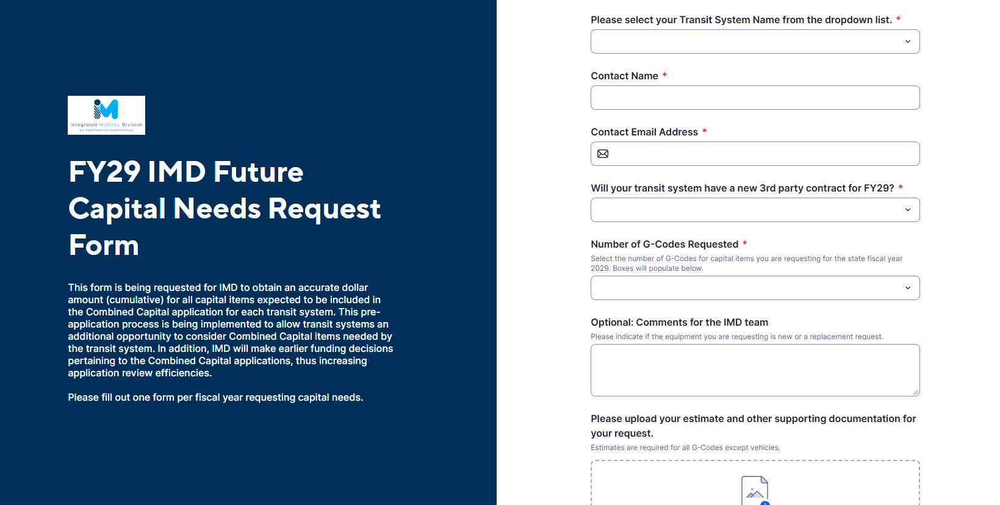 Integrated Mobility Division
N.C. DEPARTMENT OF TRANSPORTATION
FY29 IMD Future
Capital Needs Request
Form
This form is being requested for IMD to obtain an accurate dollar
amount (cumulative) for all capital items expected to be included in
the Combined Capital application for each transit system. This pre-
application process is being implemented to allow transit systems an
additional opportunity to consider Combined Capital items needed by
the transit system. In addition, IMD will make earlier funding decisions
pertaining to the Combined Capital applications, thus increasing
application review efficiencies.
Please fill out one form per fiscal year requesting capital needs.
Please select your Transit System Name from the dropdown list. *
Contact Name *
Contact Email Address *
Will your transit system have a new 3rd party contract for FY29? *
Number of G-Codes Requested *
Select the number of G-Codes for capital items you are requesting for the state fiscal year
2029. Boxes will populate below.
Optional: Comments for the IMD team
Please indicate if the equipment you are requesting is new or a replacement request.
Please upload your estimate and other supporting documentation for
your request.
Estimates are required for all G-Codes except vehicles.